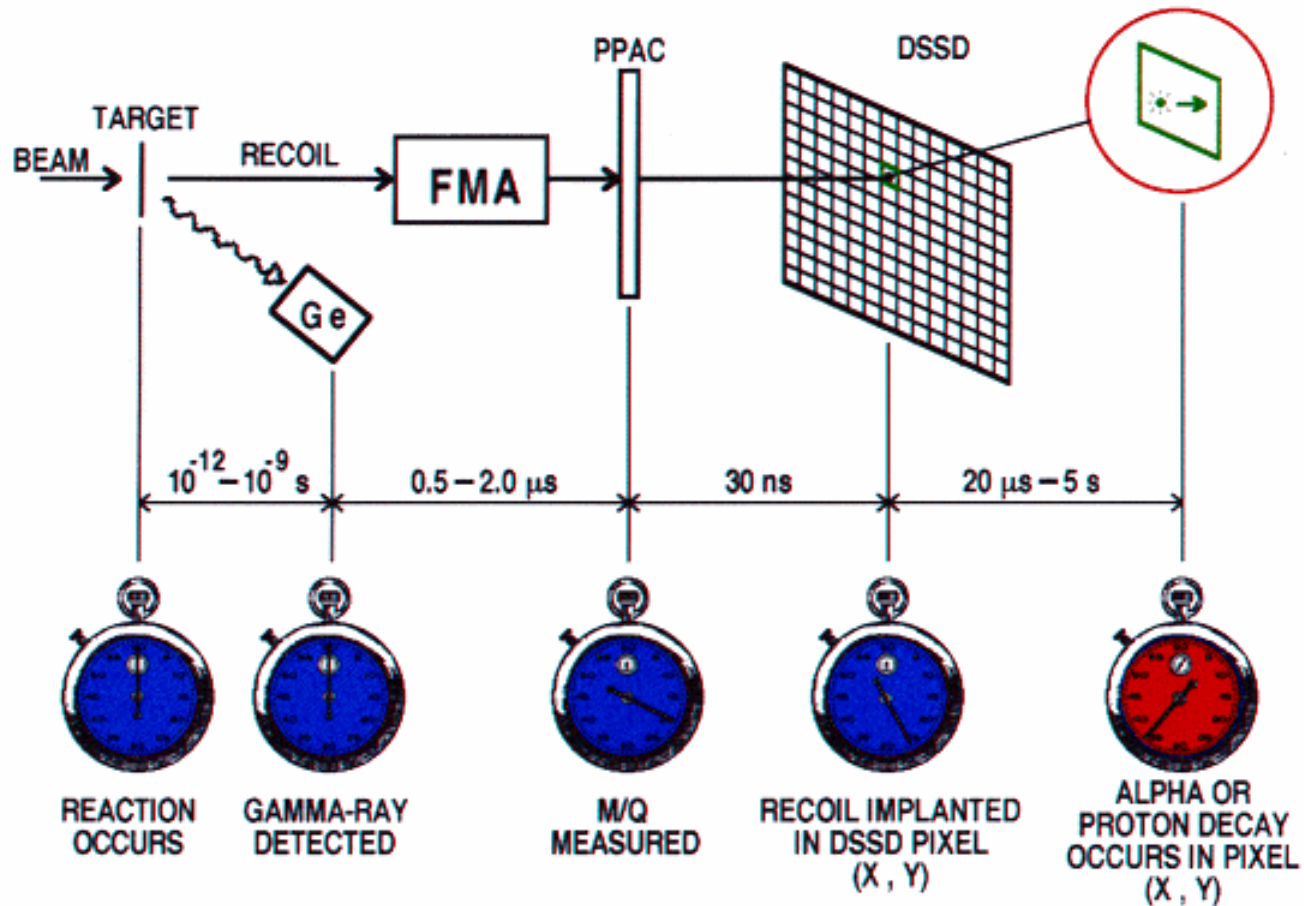 PPAC
DSSD
TARGET
BEAM
RECOIL
FMA
Ge
10⁻¹²–10⁻⁹ s
0.5 – 2.0 μs
30 ns
20 μs – 5 s
REACTION
OCCURS
GAMMA-RAY
DETECTED
M/Q
MEASURED
RECOIL IMPLANTED
IN DSSD PIXEL
(X , Y)
ALPHA OR
PROTON DECAY
OCCURS IN PIXEL
(X , Y)